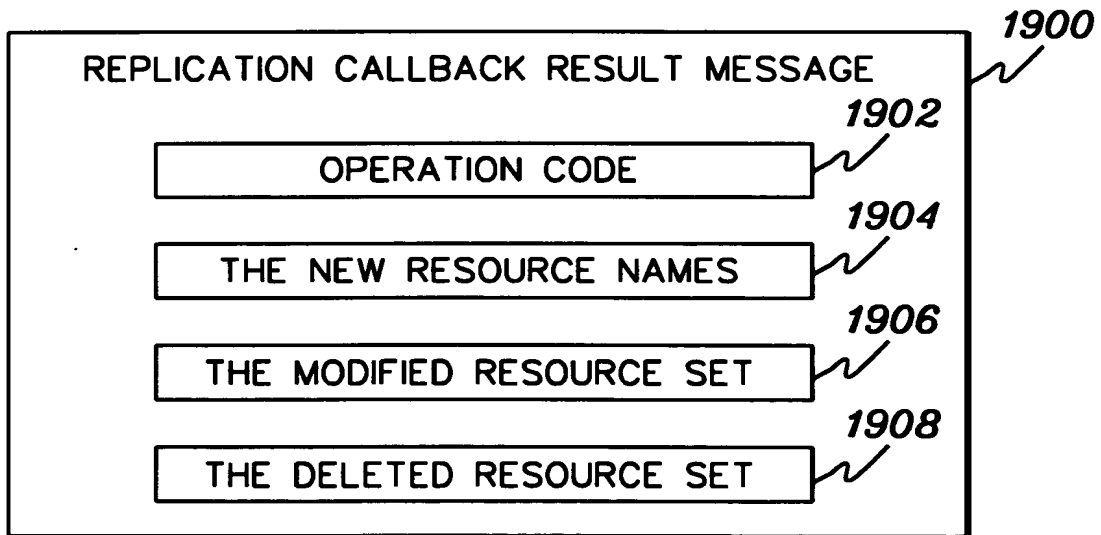 1900
REPLICATION CALLBACK RESULT MESSAGE
1902
OPERATION CODE
1904
THE NEW RESOURCE NAMES
1906
THE MODIFIED RESOURCE SET
1908
THE DELETED RESOURCE SET